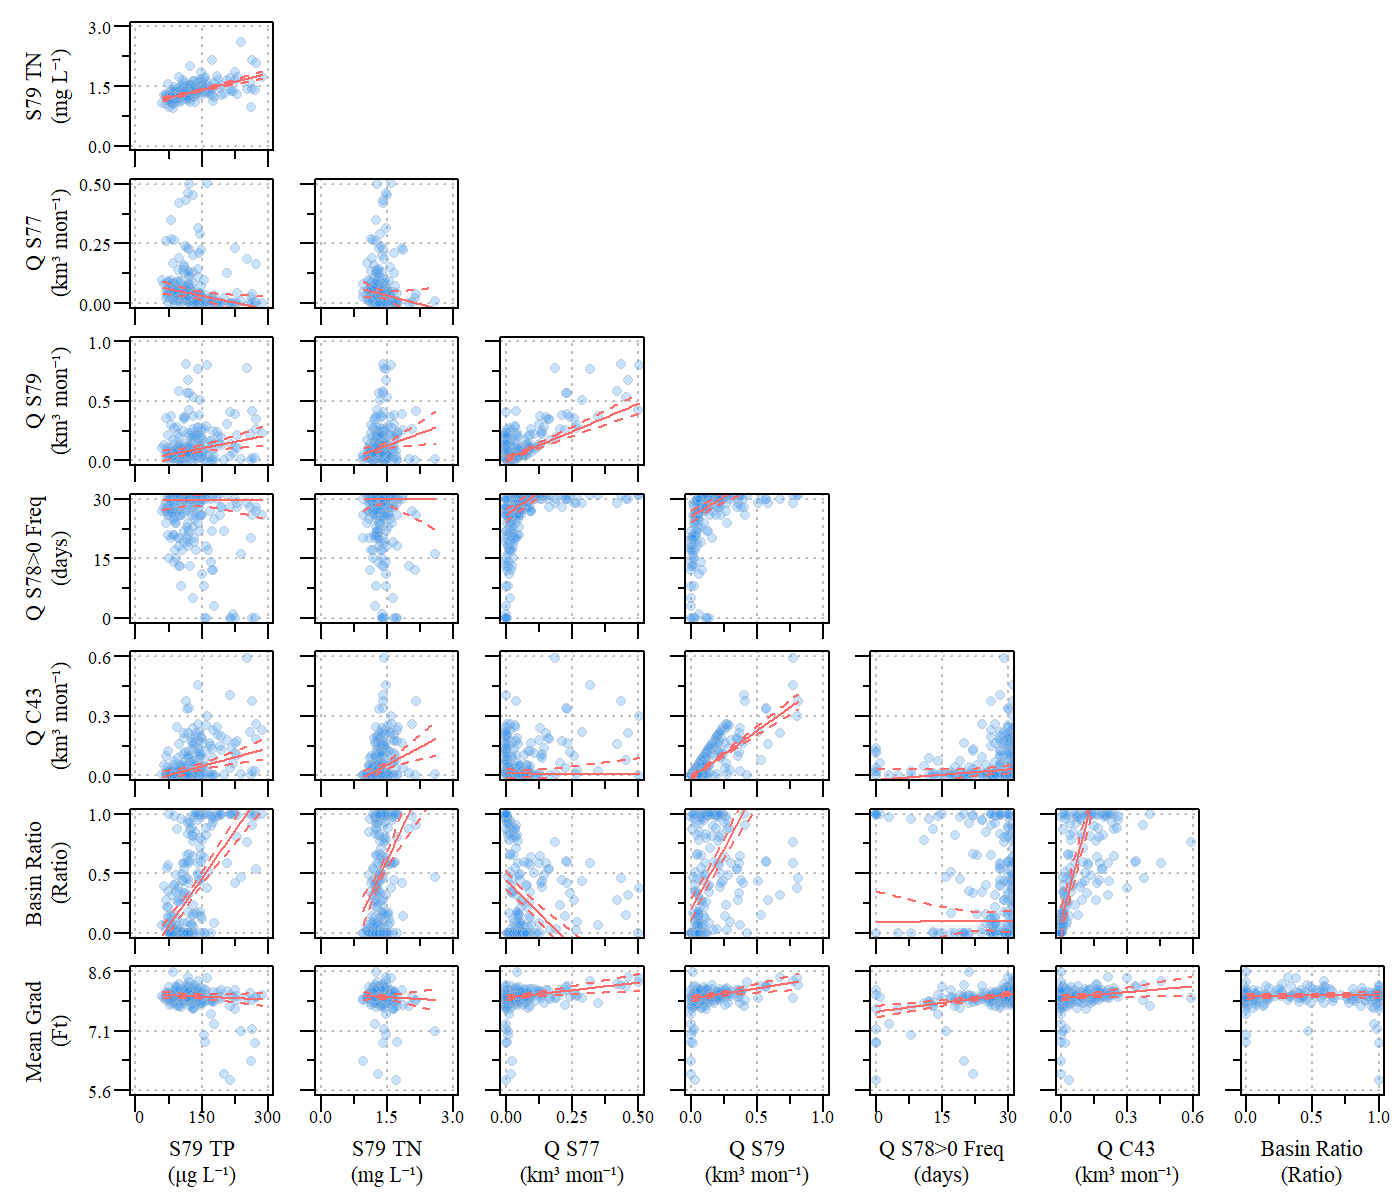 S79 TN
(mg L⁻¹)
3.0
1.5
0.0
Q S77
(km³ mon⁻¹)
0.50
0.25
0.00
Q S79
(km³ mon⁻¹)
1.0
0.5
0.0
Q S78>0 Freq
(days)
30
15
0
Q C43
(km³ mon⁻¹)
0.6
0.3
0.0
Basin Ratio
(Ratio)
1.0
0.5
0.0
Mean Grad
(Ft)
8.6
7.1
5.6
0 150 300 0.0 1.5 3.0 0.00 0.25 0.50 0.0 0.5 1.0 0 15 30 0.0 0.3 0.6 0.0 0.5 1.0
S79 TP S79 TN Q S77 Q S79 Q S78>0 Freq Q C43 Basin Ratio
(μg L⁻¹) (mg L⁻¹) (km³ mon⁻¹) (km³ mon⁻¹) (days) (km³ mon⁻¹) (Ratio)